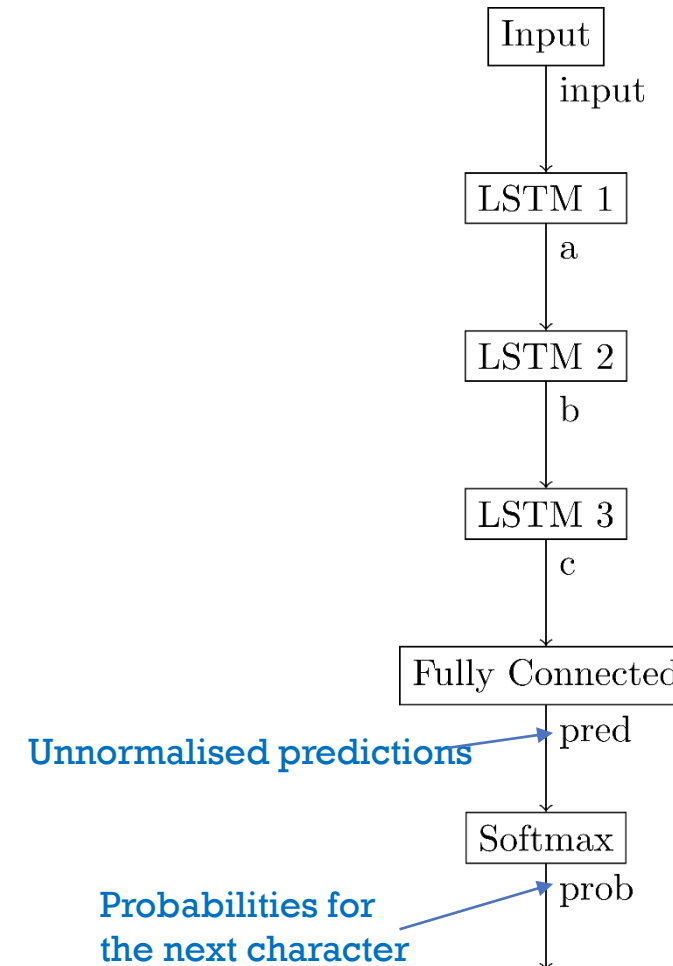 Input
input
LSTM 1
a
LSTM 2
b
LSTM 3
c
Fully Connected
pred
Unnormalised predictions
Softmax
prob
Probabilities for
the next character